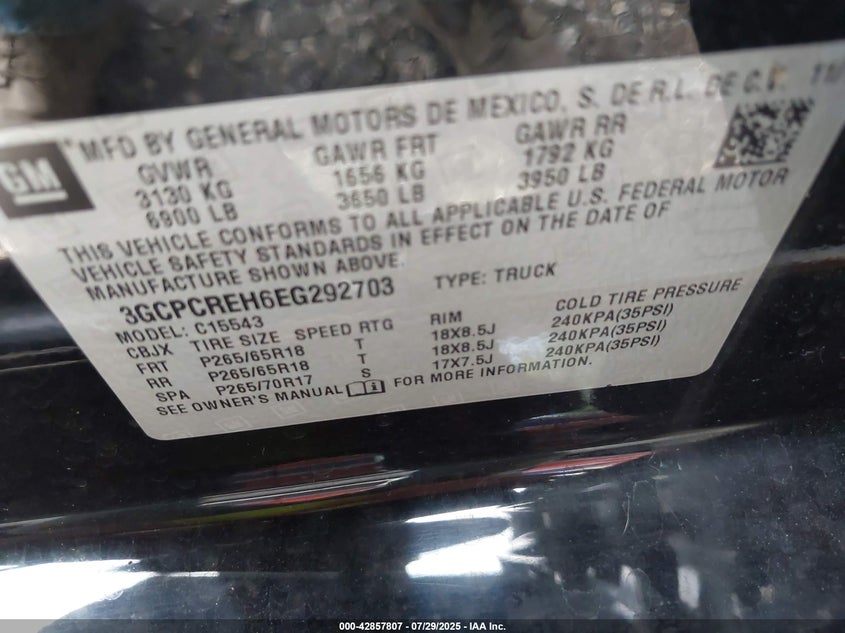 GM
MFD BY GENERAL MOTORS DE MEXICO, S. DE R.L. DE C.V. 11/
GVWR GAWR FRT GAWR RR
3130 KG 1656 KG 1792 KG
6900 LB 3650 LB 3950 LB
THIS VEHICLE CONFORMS TO ALL APPLICABLE U.S. FEDERAL MOTOR
VEHICLE SAFETY STANDARDS IN EFFECT ON THE DATE OF
MANUFACTURE SHOWN ABOVE.
3GCPCREH6EG292703 TYPE: TRUCK
MODEL: C15543
CBJX TIRE SIZE SPEED RTG RIM COLD TIRE PRESSURE
FRT P265/65R18 T 18X8.5J 240KPA(35PSI)
RR P265/65R18 T 18X8.5J 240KPA(35PSI)
SPA P265/70R17 S 17X7.5J 240KPA(35PSI)
SEE OWNER'S MANUAL FOR MORE INFORMATION.
000-42857807 - 07/29/2025 - IAA Inc.